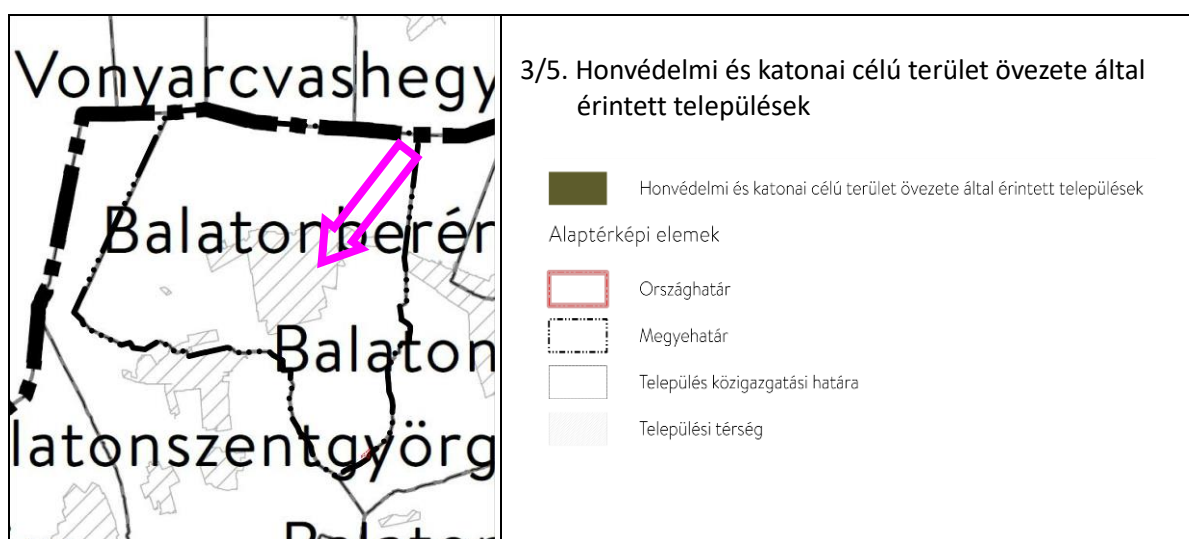 Vonyarcvashegy
Balatonberén
Balaton
latonszentgyörg
3/5. Honvédelmi és katonai célú terület övezete által
érintett települések
Honvédelmi és katonai célú terület övezete által érintett települések
Alaptérképi elemek
Országhatár
Megyehatár
Település közigazgatási határa
Települési térség